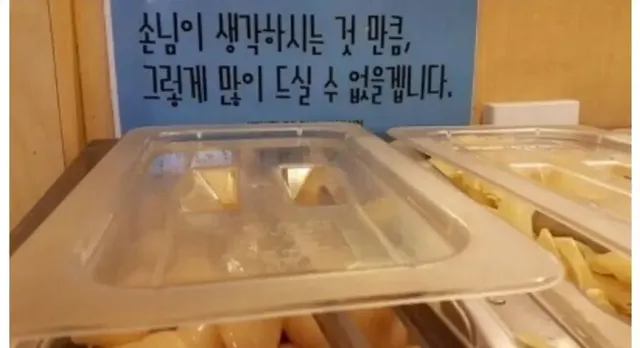 손님이 생각하시는 것 만큼,
그렇게 많이 드실 수 없을겝니다.